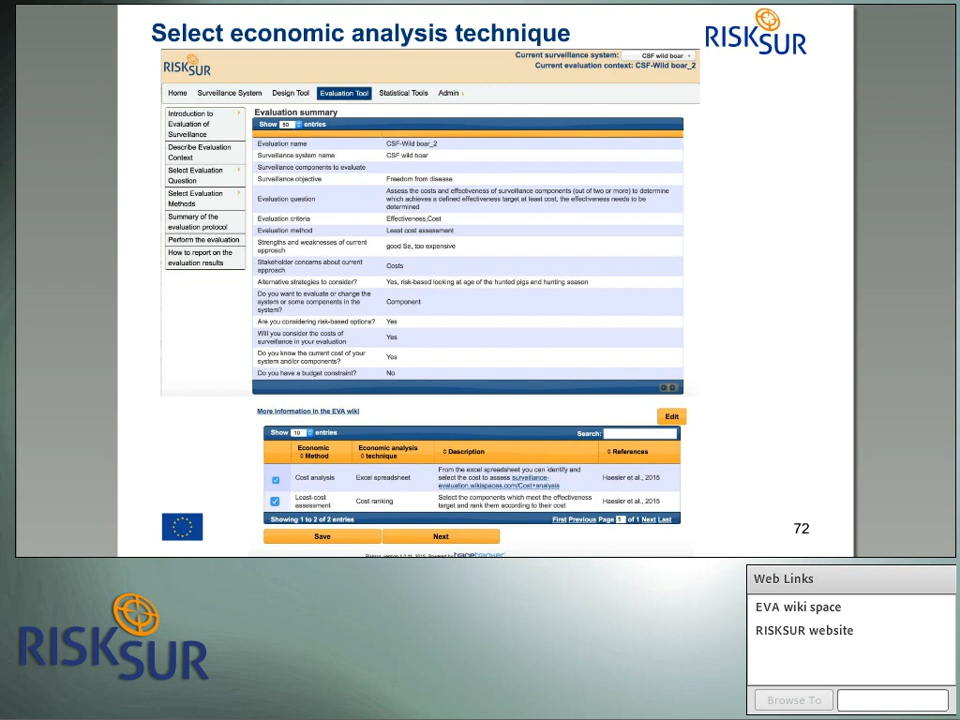 Select economic analysis technique
RISKSUR
RISKSUR
Current surveillance system: CSF wild boar
Current evaluation context: CSF-Wild boar_2
Home Surveillance System Design Tool Evaluation Tool Statistical Tools Admin
Introduction to
Evaluation of
Surveillance
Describe Evaluation
Context
Select Evaluation
Question
Select Evaluation
Methods
Summary of the
evaluation protocol
Perform the evaluation
How to report on the
evaluation results
Evaluation summary
Show 50 entries
Evaluation name CSF-Wild boar_2
Surveillance system name CSF wild boar
Surveillance components to evaluate
Surveillance objective Freedom from disease
Evaluation question Assess the costs and effectiveness of surveillance components (out of two or more) to determine
which achieves a defined effectiveness target at least cost, the effectiveness needs to be
determined
Evaluation criteria Effectiveness,Cost
Evaluation method Least cost assessment
Strengths and weaknesses of current
approach good Se, too expensive
Stakeholder concerns about current
approach Costs
Alternative strategies to consider? Yes, risk-based looking at age of the hunted pigs and hunting season
Do you want to evaluate or change the
system or some components in the
system? Component
Are you considering risk-based options? Yes
Will you consider the costs of
surveillance in your evaluation Yes
Do you know the current cost of your
system and/or components? Yes
Do you have a budget constraint? No
More information in the EVA wiki
Edit
Show 10 entries Search:
Economic
Method Economic analysis
technique Description References
Cost analysis Excel spreadsheet From the excel spreadsheet you can identify and
select the cost to assess surveillance-
evaluation.wikispaces.com/Cost+analysis Haesler et al., 2015
Least-cost
assessment Cost ranking Select the components which meet the effectiveness
target and rank them according to their cost Haesler et al., 2015
Showing 1 to 2 of 2 entries First Previous Page 1 of 1 Next Last
Save Next
72
RISKSUR
Web Links
EVA wiki space
RISKSUR website
Browse To